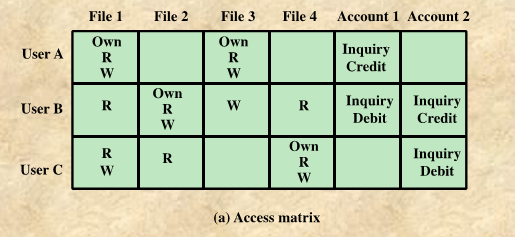 File 1 File 2 File 3 File 4 Account 1 Account 2
User A
Own
R
W
Own
R
W
Inquiry
Credit
User B
R
Own
R
W
W
R
Inquiry
Debit
Inquiry
Credit
User C
R
W
R
Own
R
W
Inquiry
Debit
(a) Access matrix